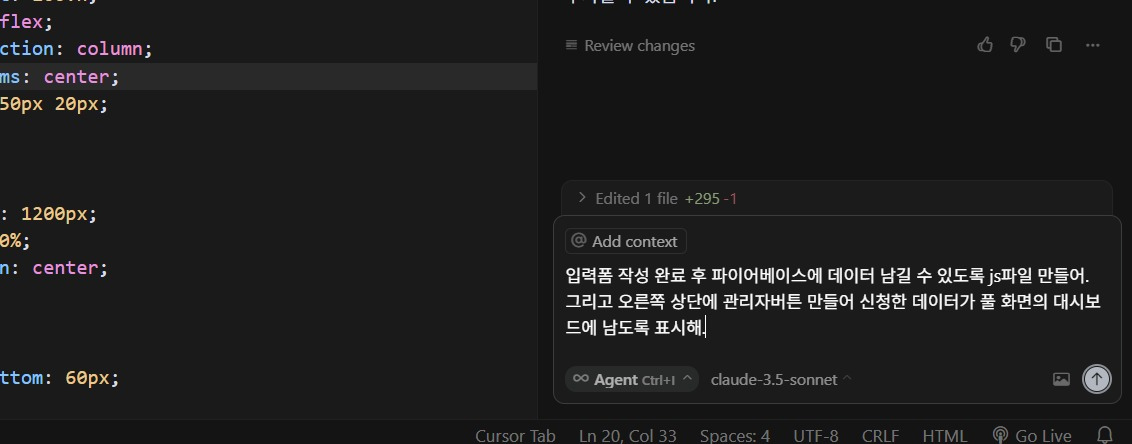 flex;
ction: column;
ms: center;
50px 20px;
: 1200px;
0%;
n: center;
ttom: 60px;
Review changes
Edited 1 file +295 -1
@ Add context
입력폼 작성 완료 후 파이어베이스에 데이터 남길 수 있도록 js파일 만들어.
그리고 오른쪽 상단에 관리자버튼 만들어 신청한 데이터가 풀 화면의 대시보
드에 남도록 표시해.
Agent Ctrl+I claude-3.5-sonnet
Cursor Tab Ln 20, Col 33 Spaces: 4 UTF-8 CRLF HTML Go Live